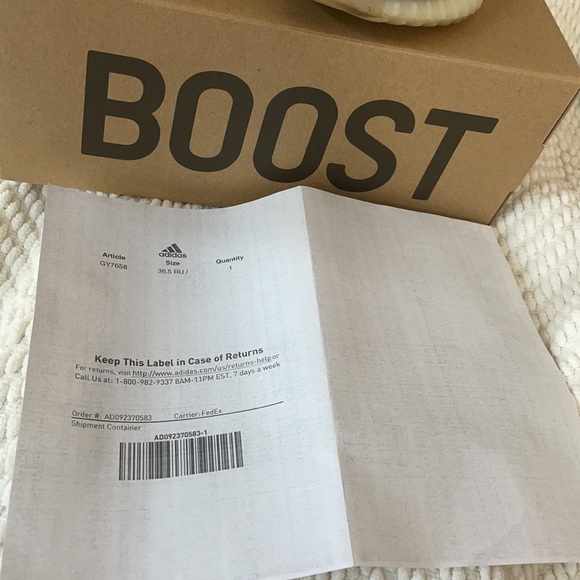 BOOST
adidas
Article Size Quantity
GY7658 36.5 RU / 1
Keep This Label in Case of Returns
For returns, visit http://www.adidas.com/us/returns-help or
Call Us at: 1-800-982-9337 8AM-11PM EST, 7 days a week
Order #: AD092370583 Carrier: FedEx
Shipment Container
AD092370583-1